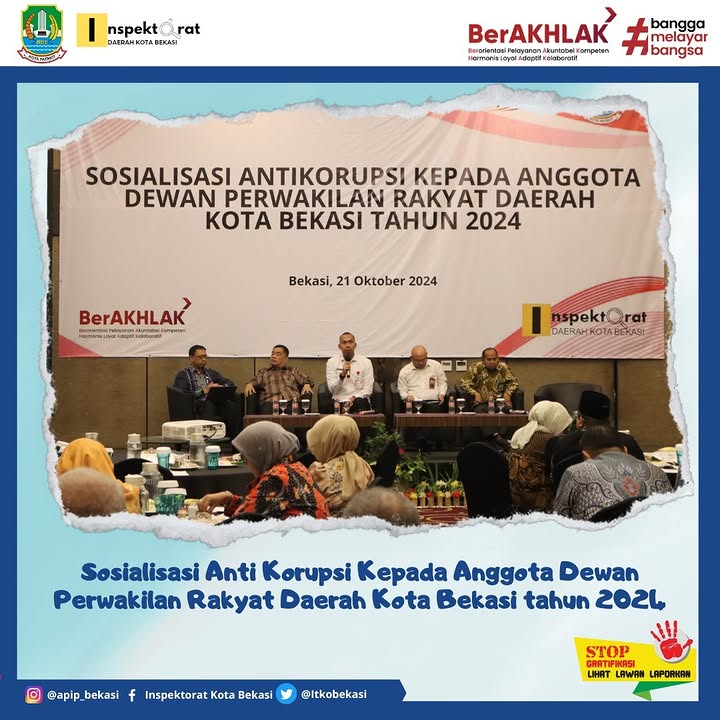 Inspektorat
DAERAH KOTA BEKASI
BerAKHLAK
Berorientasi Pelayanan Akuntabel Kompeten
Harmonis Loyal Adaptif Kolaboratif
#bangga
melayani
bangsa
SOSIALISASI ANTIKORUPSI KEPADA ANGGOTA
DEWAN PERWAKILAN RAKYAT DAERAH
KOTA BEKASI TAHUN 2024
Bekasi, 21 Oktober 2024
BerAKHLAK
Berorientasi Pelayanan Akuntabel Kompeten
Harmonis Loyal Adaptif Kolaboratif
Inspektorat
DAERAH KOTA BEKASI
Sosialisasi Anti Korupsi Kepada Anggota Dewan
Perwakilan Rakyat Daerah Kota Bekasi tahun 2024
STOP
GRATIFIKASI
LIHAT LAWAN LAPORKAN
@apip_bekasi
Inspektorat Kota Bekasi
@Itkobekasi